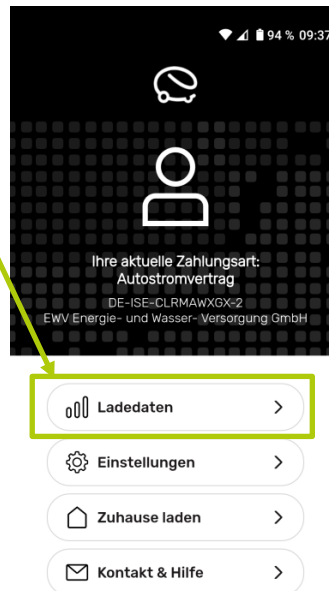 94 % 09:37
Ihre aktuelle Zahlungsart:
Autostromvertrag
DE-ISE-CLRMAWXGX-2
EWV Energie- und Wasser- Versorgung GmbH
Ladedaten
Einstellungen
Zuhause laden
Kontakt & Hilfe